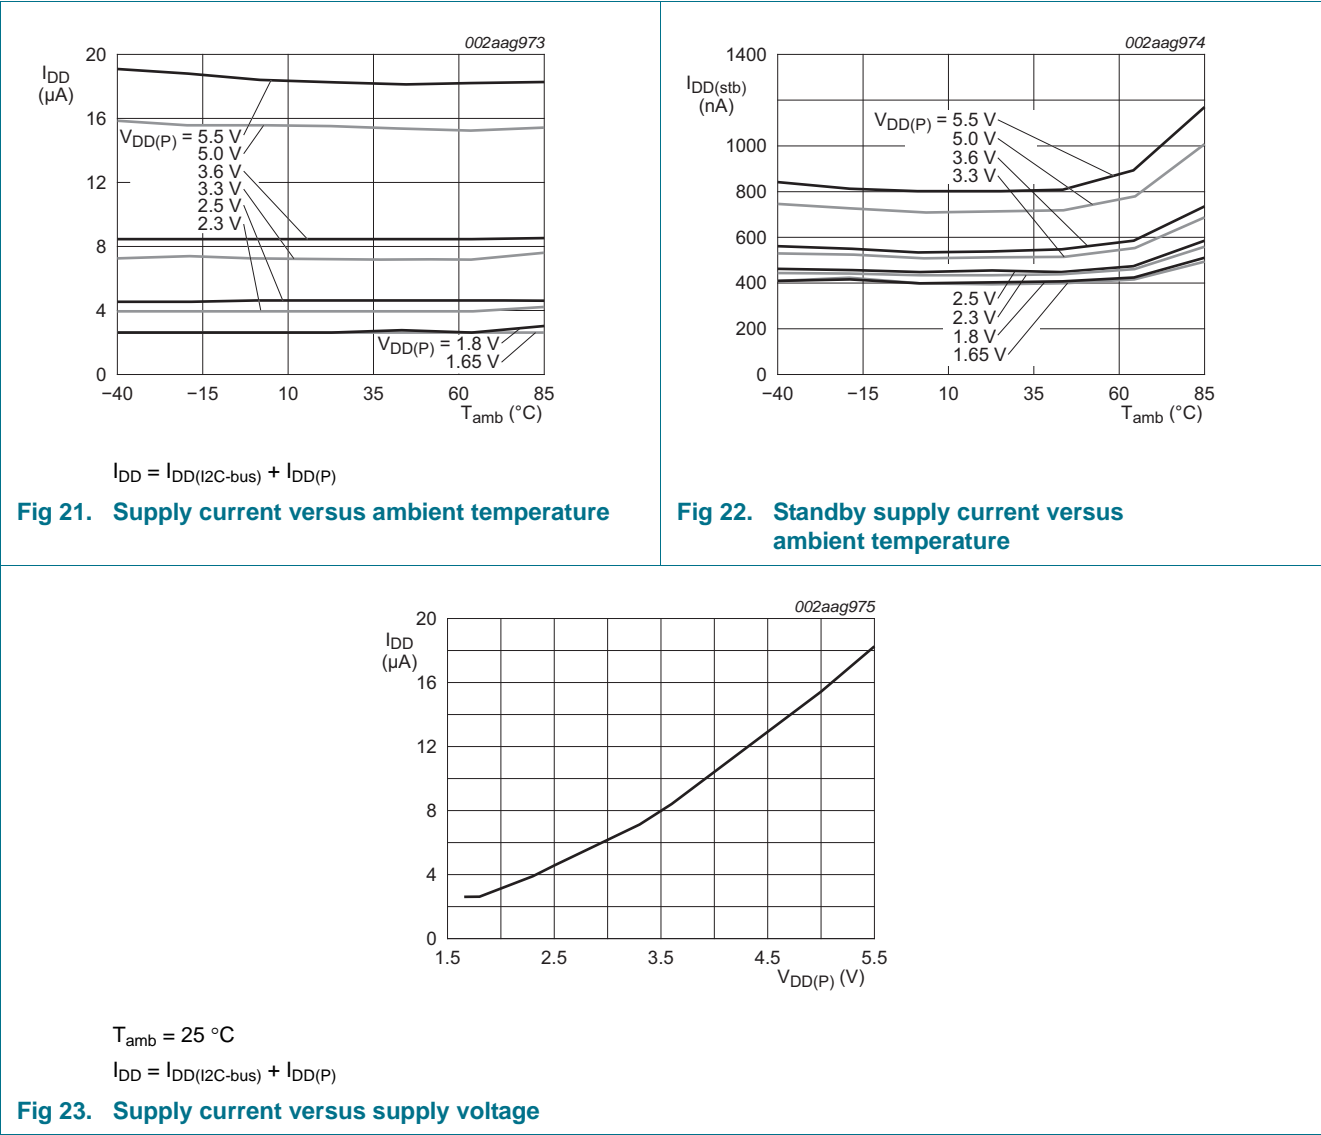 002aag973
20
16
12
8
4
0
IDD
(μA)
VDD(P) = 5.5 V
5.0 V
3.6 V
3.3 V
2.5 V
2.3 V
VDD(P) = 1.8 V
1.65 V
−40 −15 10 35 60 85
Tamb (°C)
IDD = IDD(I2C-bus) + IDD(P)
Fig 21. Supply current versus ambient temperature
002aag974
1400
1000
800
600
400
200
0
IDD(stb)
(nA)
VDD(P) = 5.5 V
5.0 V
3.6 V
3.3 V
2.5 V
2.3 V
1.8 V
1.65 V
−40 −15 10 35 60 85
Tamb (°C)
Fig 22. Standby supply current versus
ambient temperature
002aag975
20
16
12
8
4
0
IDD
(μA)
1.5 2.5 3.5 4.5 5.5
VDD(P) (V)
Tamb = 25 °C
IDD = IDD(I2C-bus) + IDD(P)
Fig 23. Supply current versus supply voltage